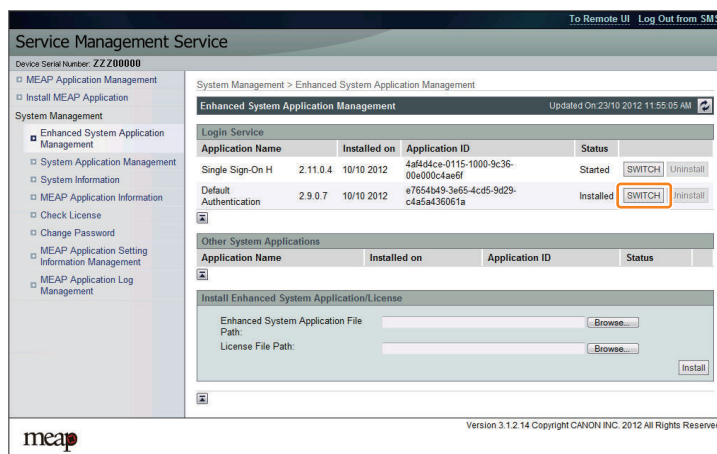 To Remote UI Log Out from SMS
Service Management Service
Device Serial Number: ZZZ00000
MEAP Application Management
Install MEAP Application
System Management
Enhanced System Application
Management
System Application Management
System Information
MEAP Application Information
Check License
Change Password
MEAP Application Setting
Information Management
MEAP Application Log
Management
System Management > Enhanced System Application Management
Enhanced System Application Management Updated On:23/10 2012 11:55:05 AM
Login Service
Application Name Installed on Application ID Status
Single Sign-On H 2.11.0.4 10/10 2012 4af4d4ce-0115-1000-9c36-
00e000c4ae6f Started SWITCH Uninstall
Default
Authentication 2.9.0.7 10/10 2012 e7654b49-3e65-4cd5-9d29-
c4a5a436061a Installed SWITCH Uninstall
Other System Applications
Application Name Installed on Application ID Status
Install Enhanced System Application/License
Enhanced System Application File
Path: Browse...
License File Path: Browse...
Install
Version 3.1.2.14 Copyright CANON INC. 2012 All Rights Reserved
meap